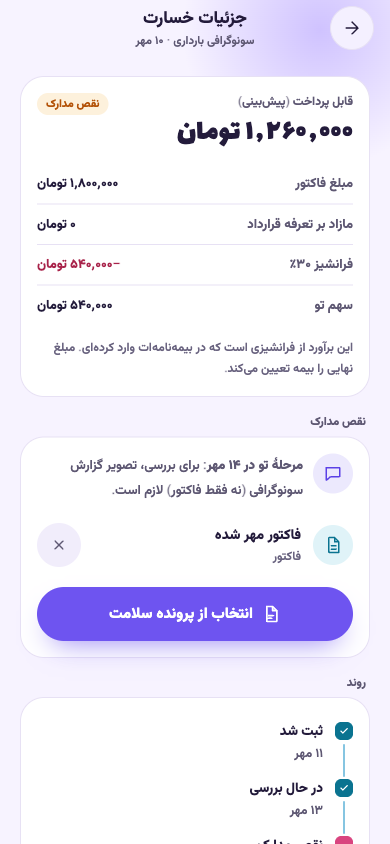 جزئیات خسارت
سونوگرافی بارداری · ۱۰ مهر
قابل پرداخت (پیش‌بینی)
نقص مدارک
۱,۲۶۰,۰۰۰ تومان
مبلغ فاکتور
۱,۸۰۰,۰۰۰ تومان
مازاد بر تعرفه قرارداد
۰ تومان
فرانشیز ۳۰٪
−۵۴۰,۰۰۰ تومان
سهم تو
۵۴۰,۰۰۰ تومان
این برآورد از فرانشیزی است که در بیمه‌نامه‌ات وارد کرده‌ای. مبلغ
نهایی را بیمه تعیین می‌کند.
نقص مدارک
مرحلهٔ تو در ۱۴ مهر: برای بررسی، تصویر گزارش
سونوگرافی (نه فقط فاکتور) لازم است.
فاکتور مهر شده
فاکتور
انتخاب از پرونده سلامت
روند
ثبت شد
۱۱ مهر
در حال بررسی
۱۳ مهر